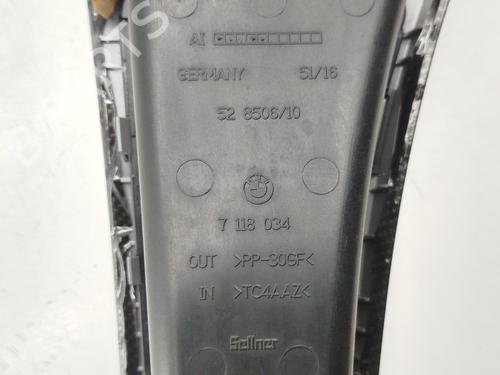 AI
GERMANY 51/16
52 8506/10
7 118 034
OUT >PP-30GF<
IN >TC4AAZ<
Sellner